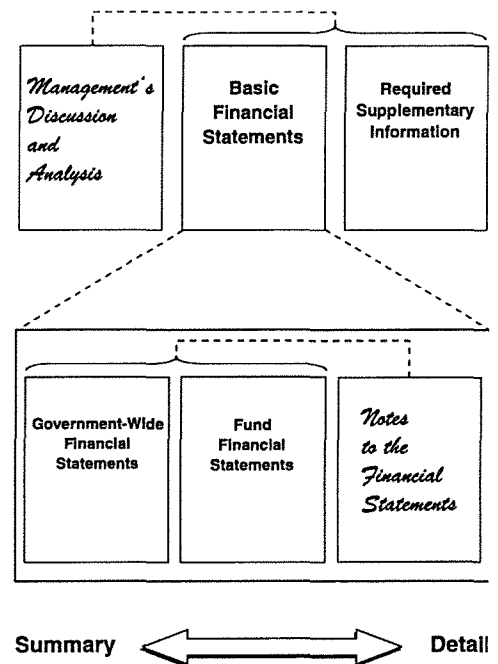 Management's
Discussion
and
Analysis
Basic
Financial
Statements
Required
Supplementary
Information
Government-Wide
Financial
Statements
Fund
Financial
Statements
Notes
to the
Financial
Statements
Summary
Detail